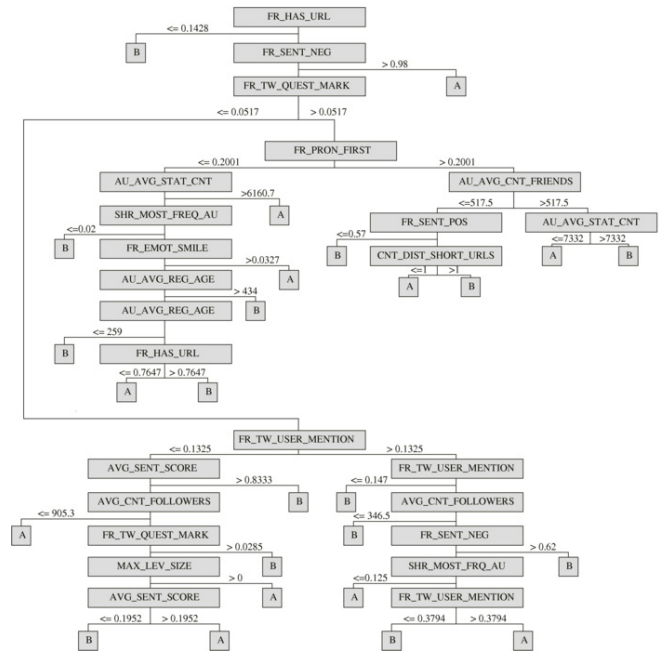 FR_HAS_URL
<= 0.1428
B
FR_SENT_NEG
> 0.98
FR_TW_QUEST_MARK
A
<= 0.0517 > 0.0517
FR_PRON_FIRST
<= 0.2001 > 0.2001
AU_AVG_STAT_CNT
AU_AVG_CNT_FRIENDS
>6160.7
<=517.5 >517.5
SHR_MOST_FREQ_AU
A
FR_SENT_POS
AU_AVG_STAT_CNT
<=0.02
<=0.57
<=7332 >7332
B
FR_EMOT_SMILE
B
CNT_DIST_SHORT_URLS
A
B
>0.0327
<=1 >1
AU_AVG_REG_AGE
A
A
B
> 434
AU_AVG_REG_AGE
B
<= 259
B
FR_HAS_URL
<= 0.7647 > 0.7647
A
B
FR_TW_USER_MENTION
<= 0.1325 > 0.1325
AVG_SENT_SCORE
FR_TW_USER_MENTION
> 0.8333
<= 0.147
AVG_CNT_FOLLOWERS
B
B
AVG_CNT_FOLLOWERS
<= 905.3
<= 346.5
A
FR_TW_QUEST_MARK
B
FR_SENT_NEG
> 0.0285
> 0.62
MAX_LEV_SIZE
B
SHR_MOST_FRQ_AU
B
> 0
<=0.125
AVG_SENT_SCORE
A
A
FR_TW_USER_MENTION
<= 0.1952 > 0.1952
<= 0.3794 > 0.3794
B
A
B
A